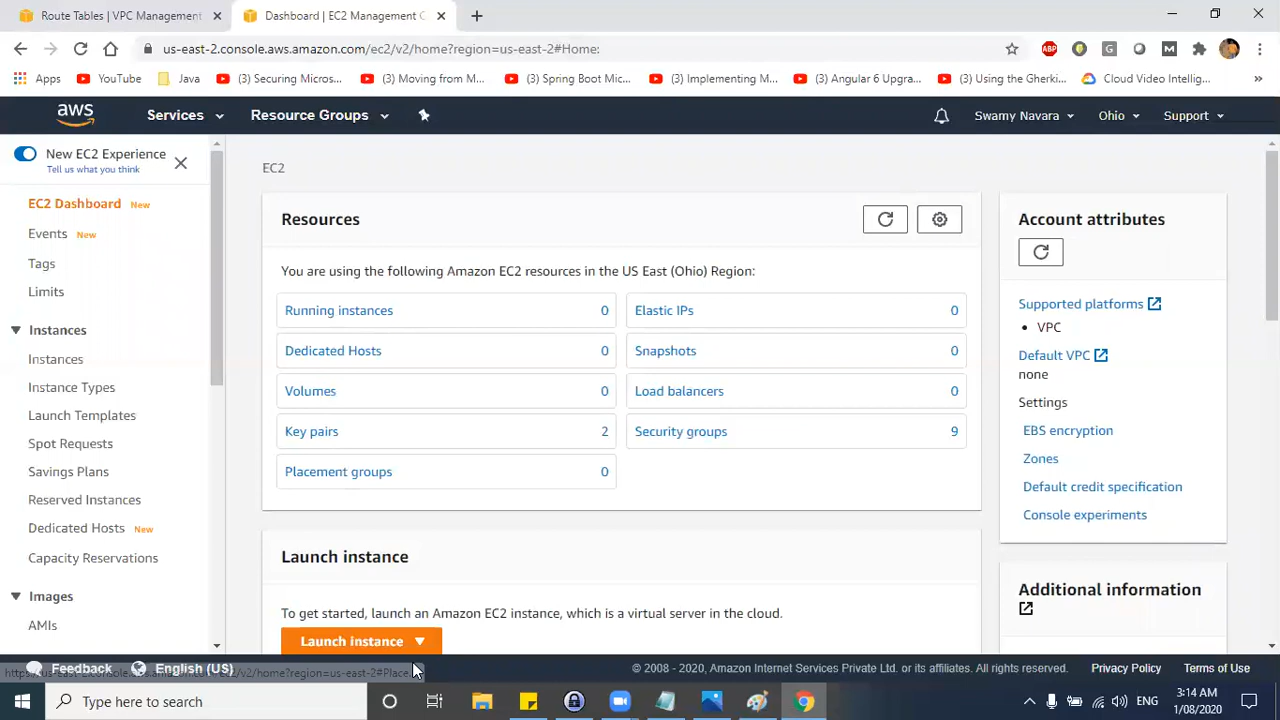 Route Tables | VPC Management
Dashboard | EC2 Management C
us-east-2.console.aws.amazon.com/ec2/v2/home?region=us-east-2#Home:
ABP
G
M
Apps
YouTube
Java
(3) Securing Micros...
(3) Moving from M...
(3) Spring Boot Mic...
(3) Implementing M...
(3) Angular 6 Upgra...
(3) Using the Gherki...
Cloud Video Intellig...
»
aws
Services
Resource Groups
Swamy Navara
Ohio
Support
New EC2 Experience
Tell us what you think
EC2 Dashboard New
Events New
Tags
Limits
Instances
Instances
Instance Types
Launch Templates
Spot Requests
Savings Plans
Reserved Instances
Dedicated Hosts New
Capacity Reservations
Images
AMIs
EC2
Resources
You are using the following Amazon EC2 resources in the US East (Ohio) Region:
Running instances 0
Elastic IPs 0
Dedicated Hosts 0
Snapshots 0
Volumes 0
Load balancers 0
Key pairs 2
Security groups 9
Placement groups 0
Launch instance
To get started, launch an Amazon EC2 instance, which is a virtual server in the cloud.
Launch instance
Account attributes
Supported platforms
• VPC
Default VPC
none
Settings
EBS encryption
Zones
Default credit specification
Console experiments
Additional information
Feedback
English (US)
© 2008 - 2020, Amazon Internet Services Private Ltd. or its affiliates. All rights reserved.
Privacy Policy
Terms of Use
Type here to search
ENG
3:14 AM
1/08/2020